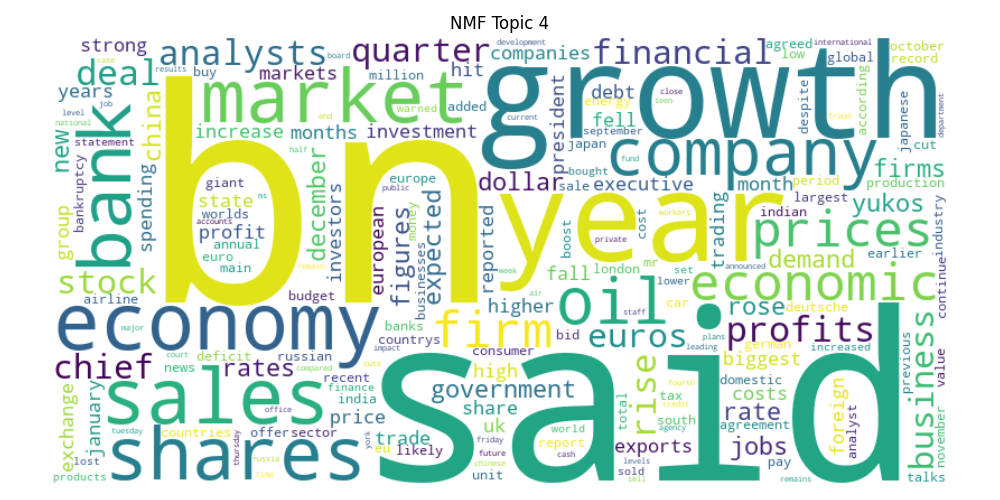 NMF Topic 4
strong
analysts
quarter
companies
development
financial
agreed
international
october
case
board
low
global
record
deal
results
buy
markets
million
hit
growth
years
job
market
warned
added
debt
president
energy
close
despite
according
japanese
department
level
bn
end
current
fell
seen
fraud
national
bank
china
increase
months
investment
september
company
cut
new
statement
half
japan
fund
firms
bankruptcy
spending
giant
december
europe
dollar
bought
sale
executive
month
period
production
state
ms
public
year
largest
group
worlds
investors
european
figures
money
expected
reported
cost
workers
trading
indian
yukos
accounts
profit
businesses
boost
private
prices
annual
euro
week
mr
announced
demand
earlier
industry
main
remain
fall
london
set
continue
stock
air
lower
economic
airline
budget
higher
oil
car
rose
deutsche
economy
banks
countrys
firm
bid
euros
staff
plans
profits
major
impact
consumer
leading
german
increased
previous
chief
court
news
deficit
russian
cuts
high
biggest
value
rates
compared
recent
government
rise
fourth
domestic
business
exchange
january
sales
finance
india
share
total
tax
credit
costs
foreign
office
price
said
uk
world
south
agreement
rate
analyst
november
tuesday
countries
thursday
offer
sector
york
trade
friday
report
agency
jobs
eu
likely
future
cash
exports
lost
shares
russia
chinese
levels
pay
talks
products
time
unit
sold
sell
remains